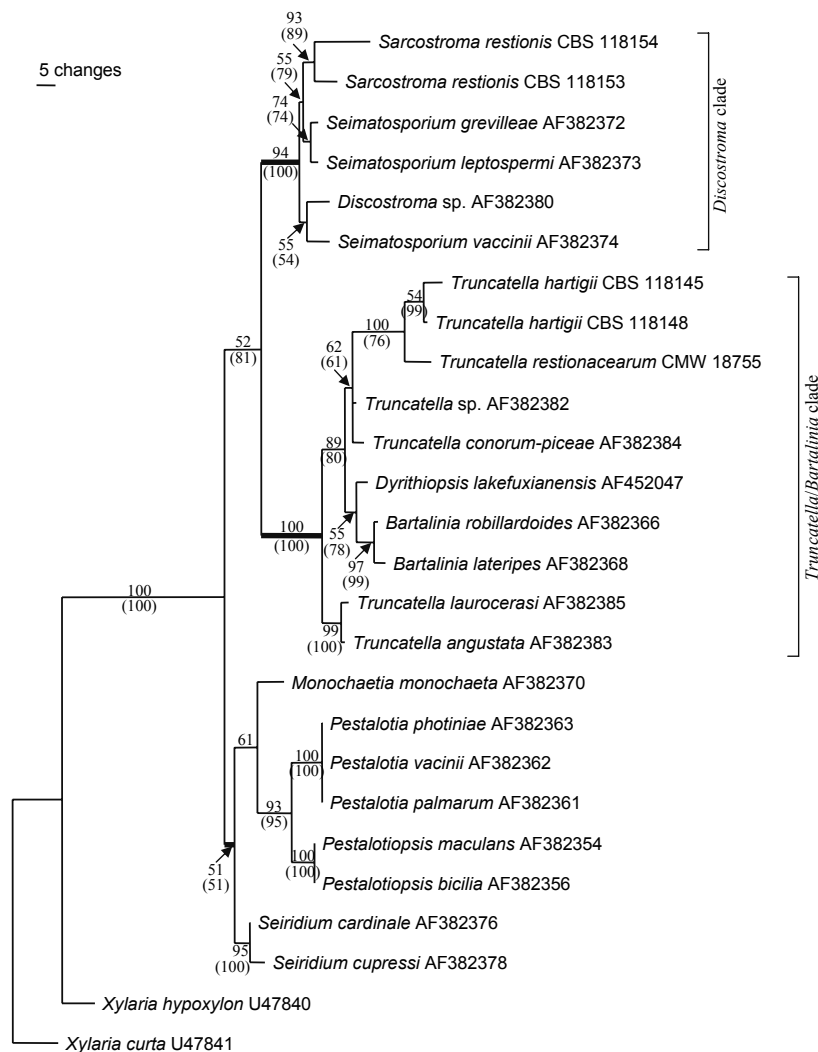 93
(89)
Sarcostroma restionis CBS 118154
5 changes
55
(79)
Sarcostroma restionis CBS 118153
74
(74)
Seimatosporium grevilleae AF382372
94
(100)
Seimatosporium leptospermi AF382373
Discostroma sp. AF382380
55
(54)
Seimatosporium vaccinii AF382374
Discostroma clade
Truncatella hartigii CBS 118145
54
(99)
Truncatella hartigii CBS 118148
100
(76)
52
(81)
62
(61)
Truncatella restionacearum CMW 18755
Truncatella sp. AF382382
89
(80)
Truncatella conorum-piceae AF382384
Dyrithiopsis lakefuxianensis AF452047
100
(100)
55
(78)
Bartalinia robillardoides AF382366
97
(99)
Bartalinia lateripes AF382368
100
(100)
Truncatella laurocerasi AF382385
99
(100)
Truncatella angustata AF382383
Truncatella/Bartalinia clade
Monochaetia monochaeta AF382370
61
Pestalotia photiniae AF382363
100
(100)
Pestalotia vacinii AF382362
93
(95)
Pestalotia palmarum AF382361
Pestalotiopsis maculans AF382354
100
(100)
51
(51)
Pestalotiopsis bicilia AF382356
Seiridium cardinale AF382376
95
(100)
Seiridium cupressi AF382378
Xylaria hypoxylon U47840
Xylaria curta U47841